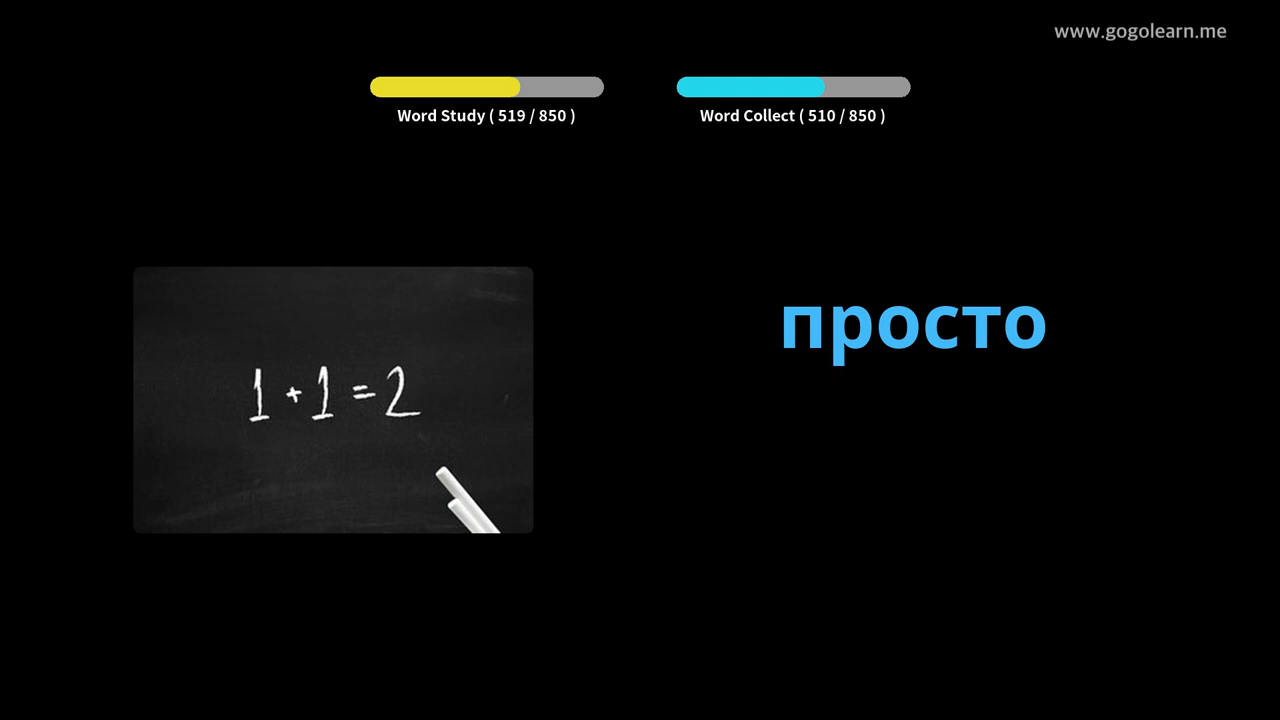 www.gogolearn.me
Word Study ( 519 / 850 )
Word Collect ( 510 / 850 )
просто
1 + 1 = 2